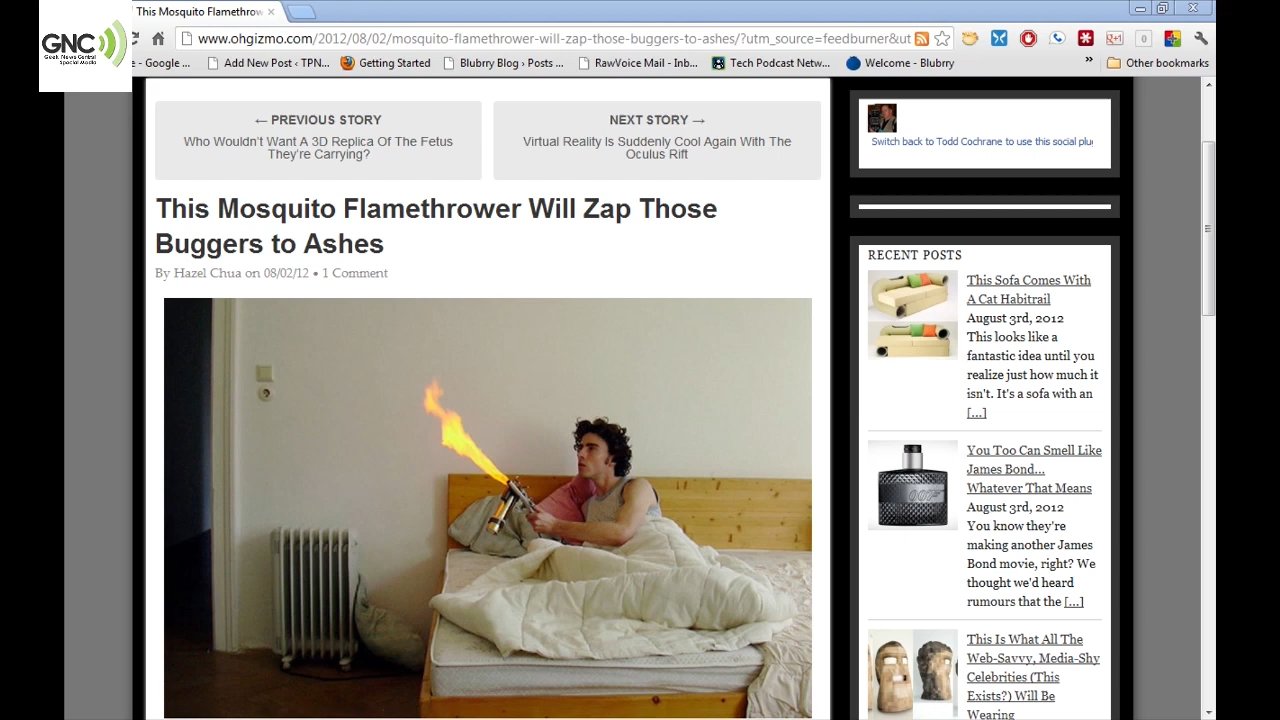 This Mosquito Flamethrow
GNC
Geek News Central
Special Media
www.ohgizmo.com/2012/08/02/mosquito-flamethrower-will-zap-those-buggers-to-ashes/?utm_source=feedburner&ut
e - Google ...
Add New Post ‹ TPN...
Getting Started
Blubrry Blog › Posts ...
RawVoice Mail - Inb...
Tech Podcast Netw...
Welcome - Blubrry
»
Other bookmarks
← PREVIOUS STORY
Who Wouldn't Want A 3D Replica Of The Fetus
They're Carrying?
NEXT STORY →
Virtual Reality Is Suddenly Cool Again With The
Oculus Rift
This Mosquito Flamethrower Will Zap Those
Buggers to Ashes
By Hazel Chua on 08/02/12 • 1 Comment
Switch back to Todd Cochrane to use this social plug
RECENT POSTS
This Sofa Comes With
A Cat Habitrail
August 3rd, 2012
This looks like a
fantastic idea until you
realize just how much it
isn't. It's a sofa with an
[...]
You Too Can Smell Like
James Bond...
Whatever That Means
August 3rd, 2012
You know they're
making another James
Bond movie, right? We
thought we'd heard
rumours that the [...]
007
This Is What All The
Web-Savvy, Media-Shy
Celebrities (This
Exists?) Will Be
Wearing